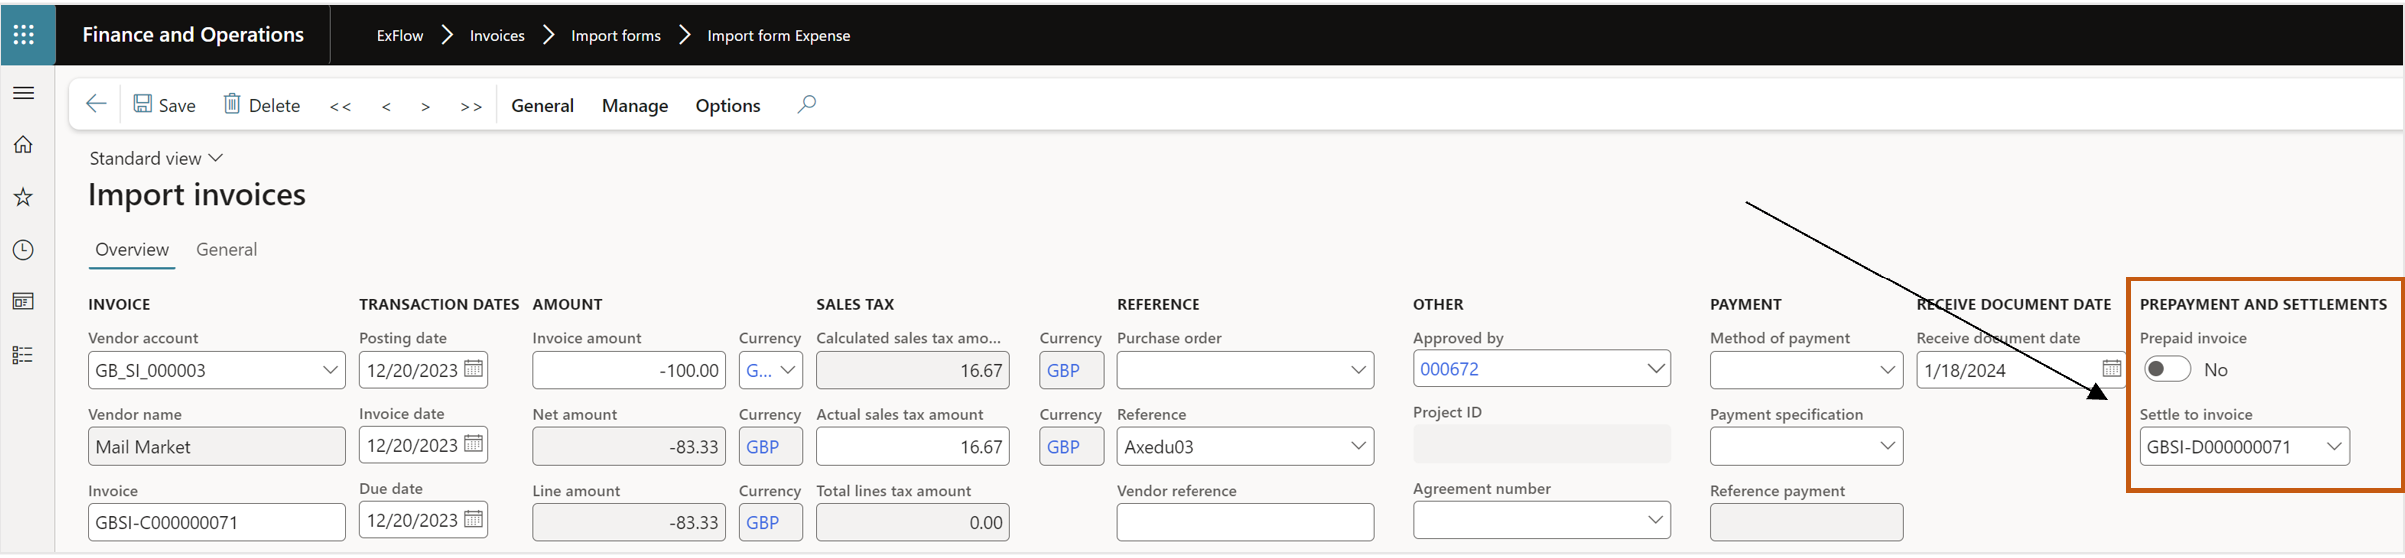 Finance and Operations
ExFlow Invoices Import forms Import form Expense
Save Delete << < > >> General Manage Options
Standard view
Import invoices
Overview General
INVOICE TRANSACTION DATES AMOUNT SALES TAX REFERENCE OTHER PAYMENT RECEIVE DOCUMENT DATE PREPAYMENT AND SETTLEMENTS
Vendor account Posting date Invoice amount Currency Calculated sales tax amo... Currency Purchase order Approved by Method of payment Receive document date Prepaid invoice
GB_SI_000003 12/20/2023 -100.00 G... 16.67 GBP 000672 1/18/2024 No
Vendor name Invoice date Net amount Currency Actual sales tax amount Currency Reference Project ID Payment specification Settle to invoice
Mail Market 12/20/2023 -83.33 GBP 16.67 GBP Axedu03 GBSI-D000000071
Invoice Due date Line amount Currency Total lines tax amount Vendor reference Agreement number Reference payment
GBSI-C000000071 12/20/2023 -83.33 GBP 0.00